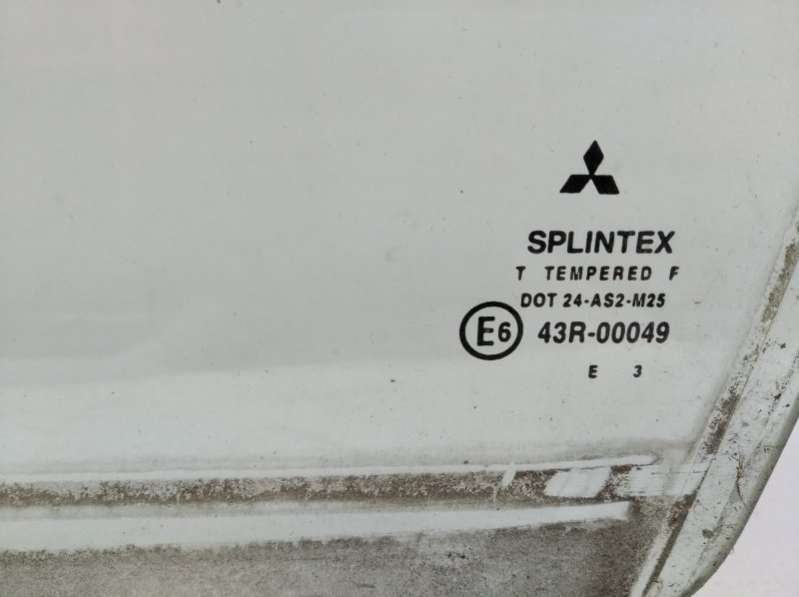 SPLINTEX
T TEMPERED F
DOT 24-AS2-M25
E6 43R-00049
E 3